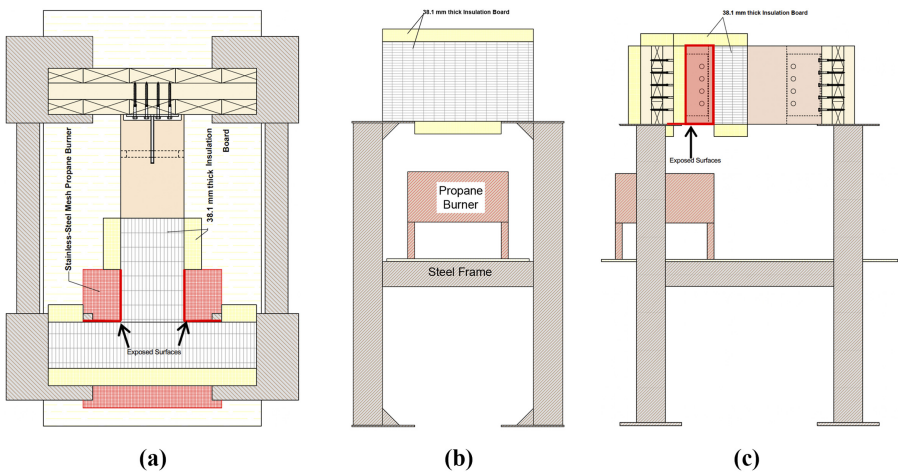 Stainless-Steel Mesh Propane Burner
38.1 mm thick Insulation
Board
Exposed Surfaces
(a)
38.1 mm thick Insulation Board
Propane
Burner
Steel Frame
(b)
38.1 mm thick Insulation Board
Exposed Surfaces
(c)